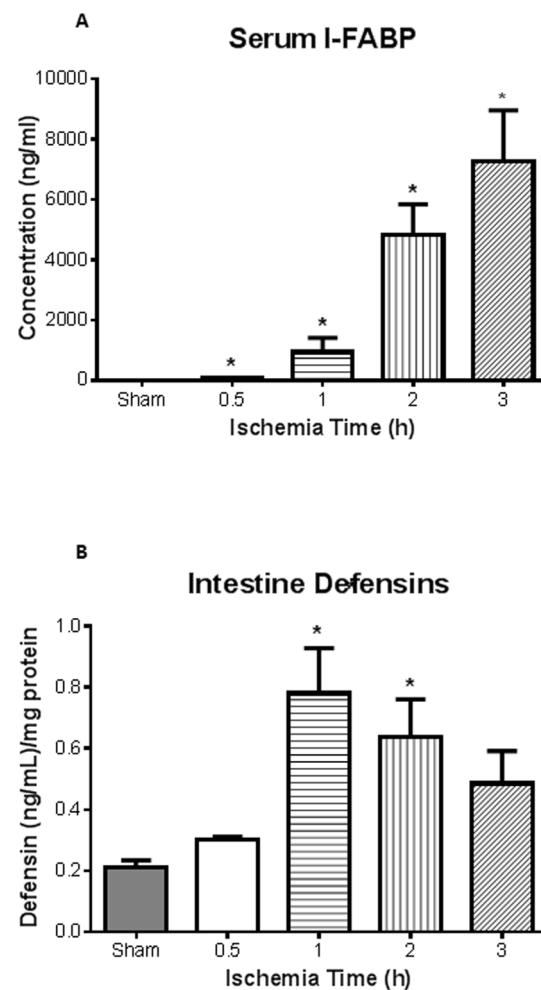 A
Serum I-FABP
Concentration (ng/ml)
10000
8000
6000
4000
2000
0
*
*
*
*
Sham 0.5 1 2 3
Ischemia Time (h)
B
Intestine Defensins
Defensin (ng/mL)/mg protein
1.0
0.8
0.6
0.4
0.2
0.0
*
*
Sham 0.5 1 2 3
Ischemia Time (h)